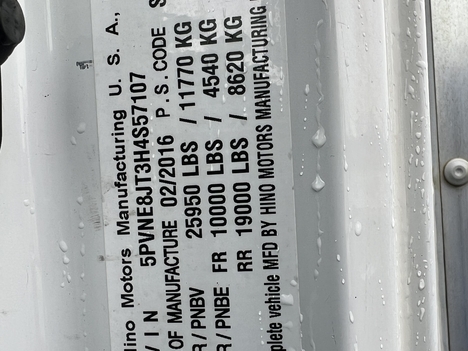 Hino Motors Manufacturing U. S. A.,
VIN 5PVNE8JT3H4S57107
OF MANUFACTURE 02/2016 P.S.CODE S
R/PNBV 25950 LBS / 11770 KG
R/PNBE FR 10000 LBS / 4540 KG
RR 19000 LBS / 8620 KG
plete vehicle MFD BY HINO MOTORS MANUFACTURING